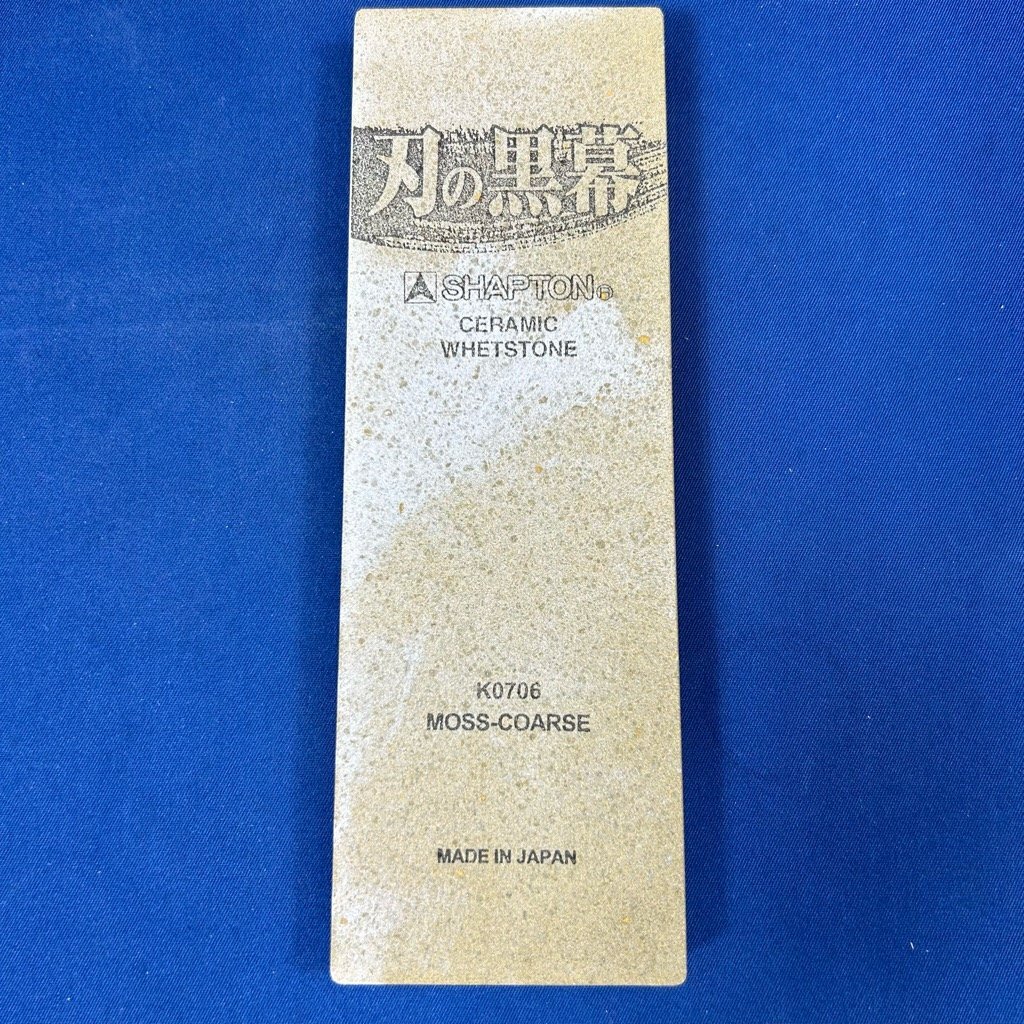 刃の黒幕
SHAPTON®
CERAMIC
WHETSTONE
K0706
MOSS-COARSE
MADE IN JAPAN